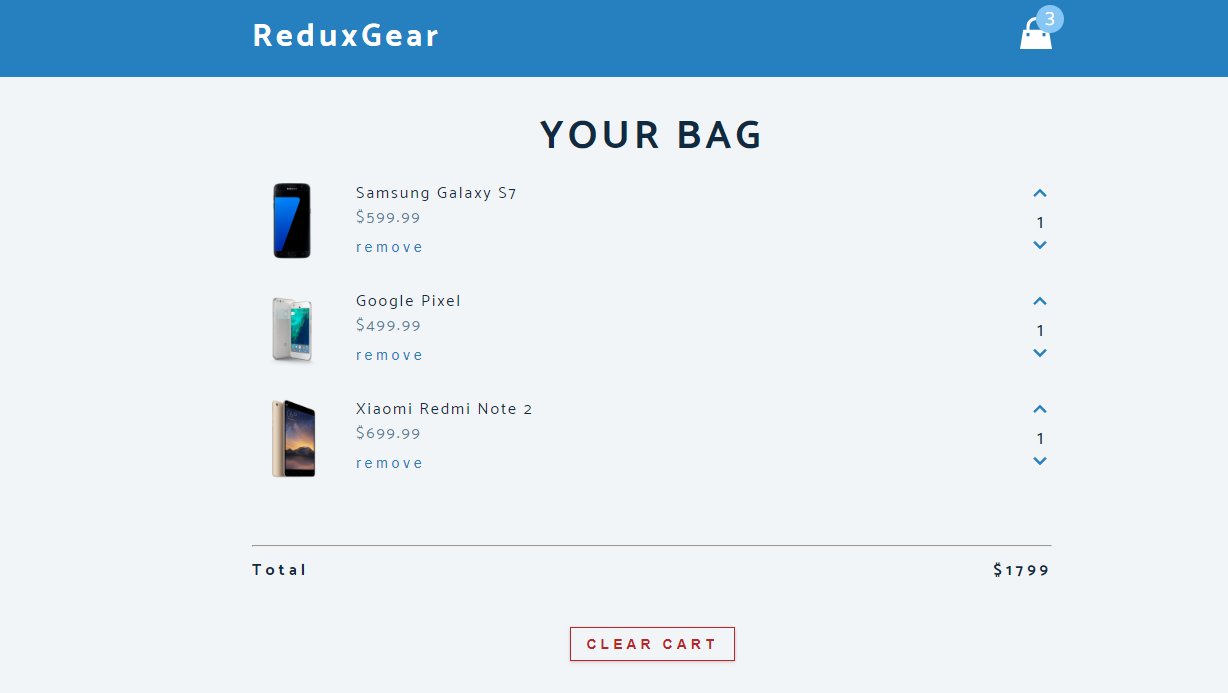 ReduxGear
3
YOUR BAG
Samsung Galaxy S7
$599.99
remove
1
Google Pixel
$499.99
remove
1
Xiaomi Redmi Note 2
$699.99
remove
1
Total
$1799
CLEAR CART